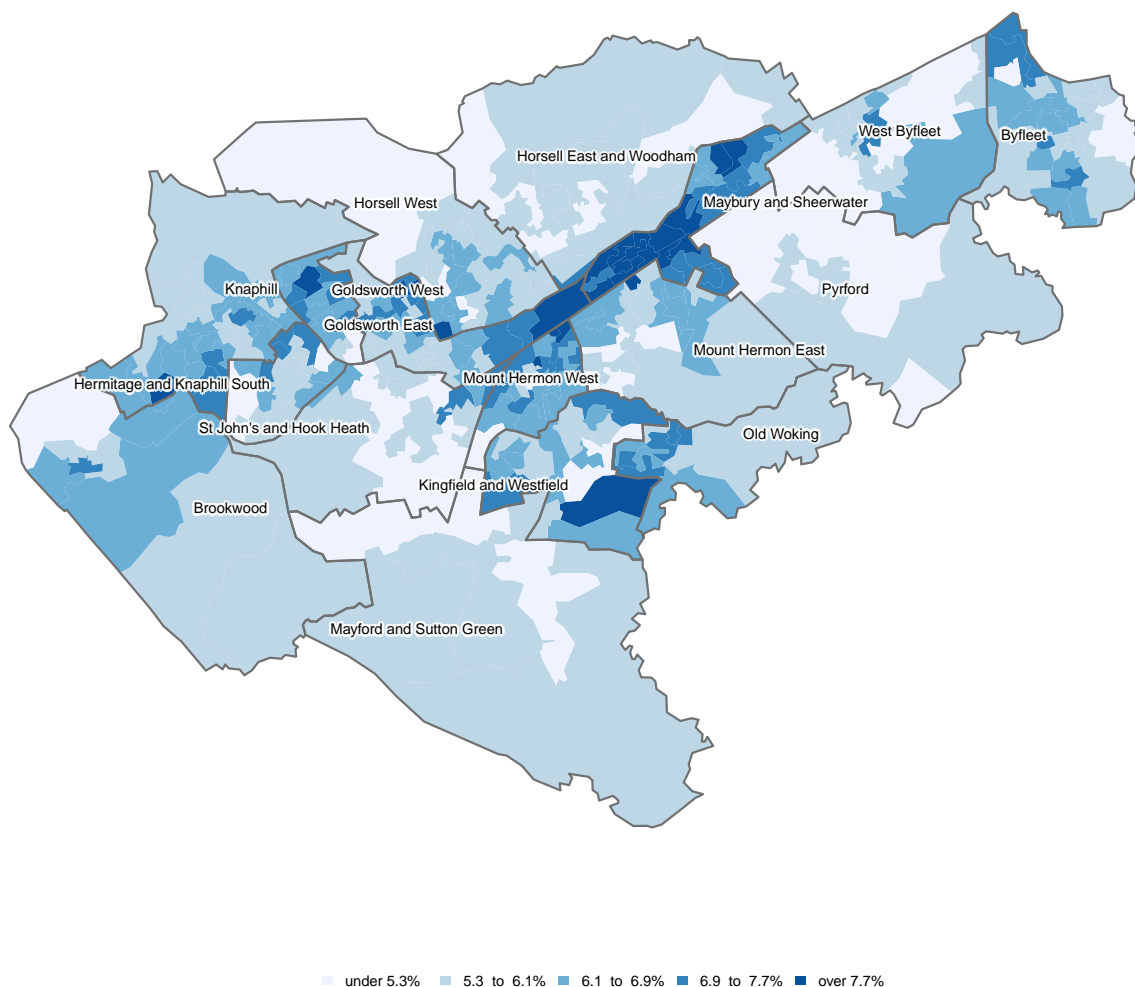 West Byfleet
Byfleet
Horsell East and Woodham
Horsell West
Maybury and Sheerwater
Knaphill
Goldsworth West
Pyrford
Goldsworth East
Mount Hermon East
Hermitage and Knaphill South
Mount Hermon West
St John's and Hook Heath
Old Woking
Kingfield and Westfield
Brookwood
Mayford and Sutton Green
under 5.3% 5.3 to 6.1% 6.1 to 6.9% 6.9 to 7.7% over 7.7%